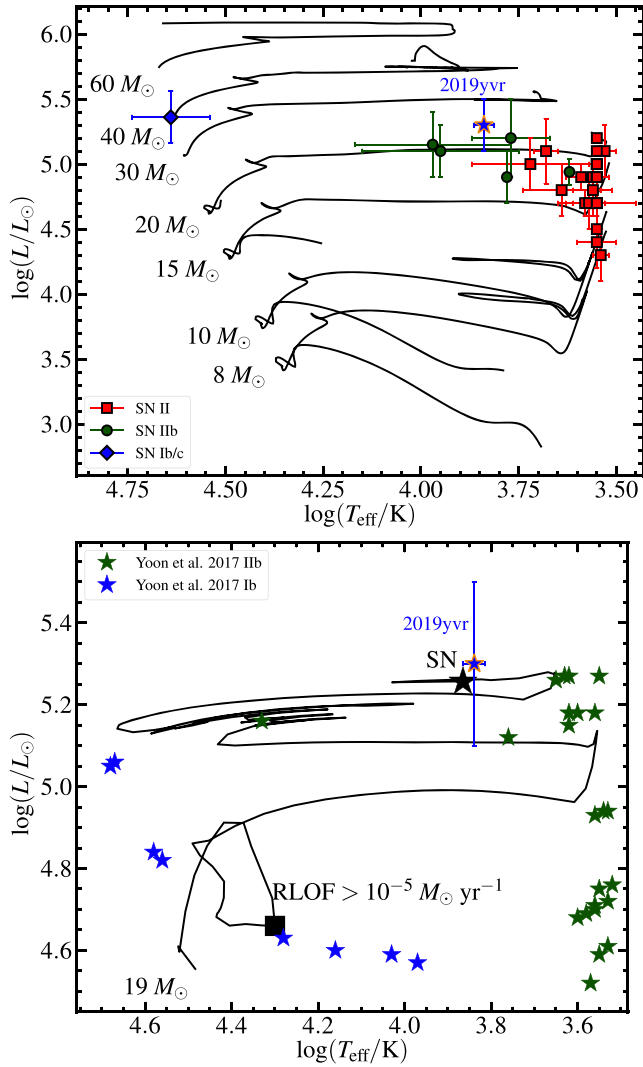 6.0
5.5
5.0
4.5
4.0
3.5
3.0
log(L/L☉)
60 M☉
40 M☉
30 M☉
20 M☉
15 M☉
10 M☉
8 M☉
2019yvr
SN II
SN IIb
SN Ib/c
4.75 4.50 4.25 4.00 3.75 3.50
log(T_eff/K)
Yoon et al. 2017 IIb
Yoon et al. 2017 Ib
2019yvr
SN
5.4
5.2
5.0
4.8
4.6
log(L/L☉)
RLOF > 10⁻⁵ M☉ yr⁻¹
19 M☉
4.6 4.4 4.2 4.0 3.8 3.6
log(T_eff/K)